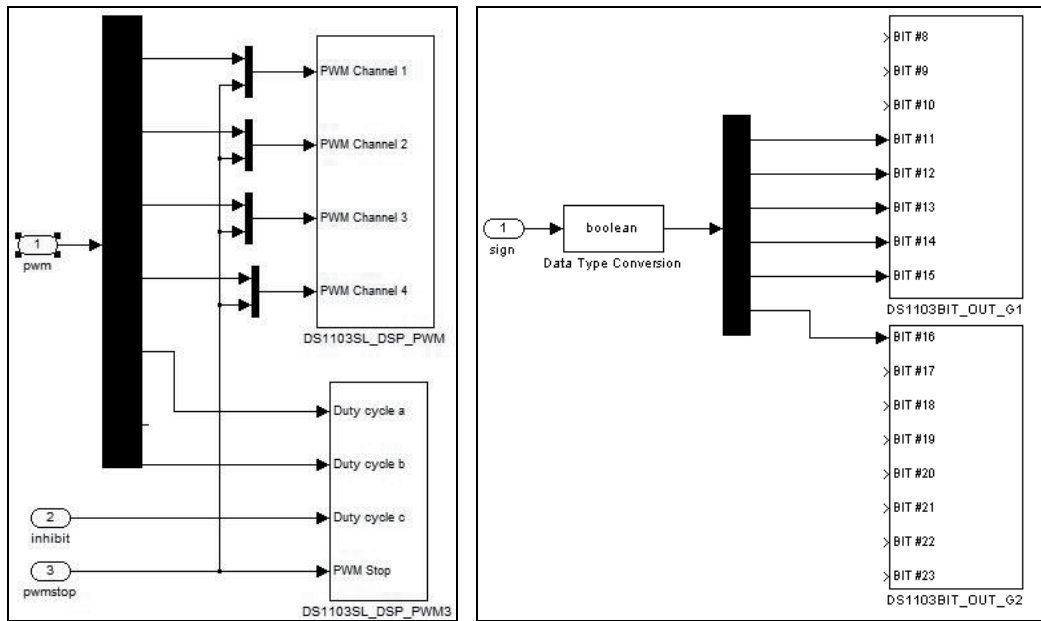 PWM Channel 1
PWM Channel 2
PWM Channel 3
PWM Channel 4
DS1103SL_DSP_PWM
1
pwm
Duty cycle a
Duty cycle b
Duty cycle c
PWM Stop
DS1103SL_DSP_PWM3
2
inhibit
3
pwmstop
BIT #8
BIT #9
BIT #10
BIT #11
BIT #12
BIT #13
BIT #14
BIT #15
DS1103BIT_OUT_G1
1
sign
boolean
Data Type Conversion
BIT #16
BIT #17
BIT #18
BIT #19
BIT #20
BIT #21
BIT #22
BIT #23
DS1103BIT_OUT_G2